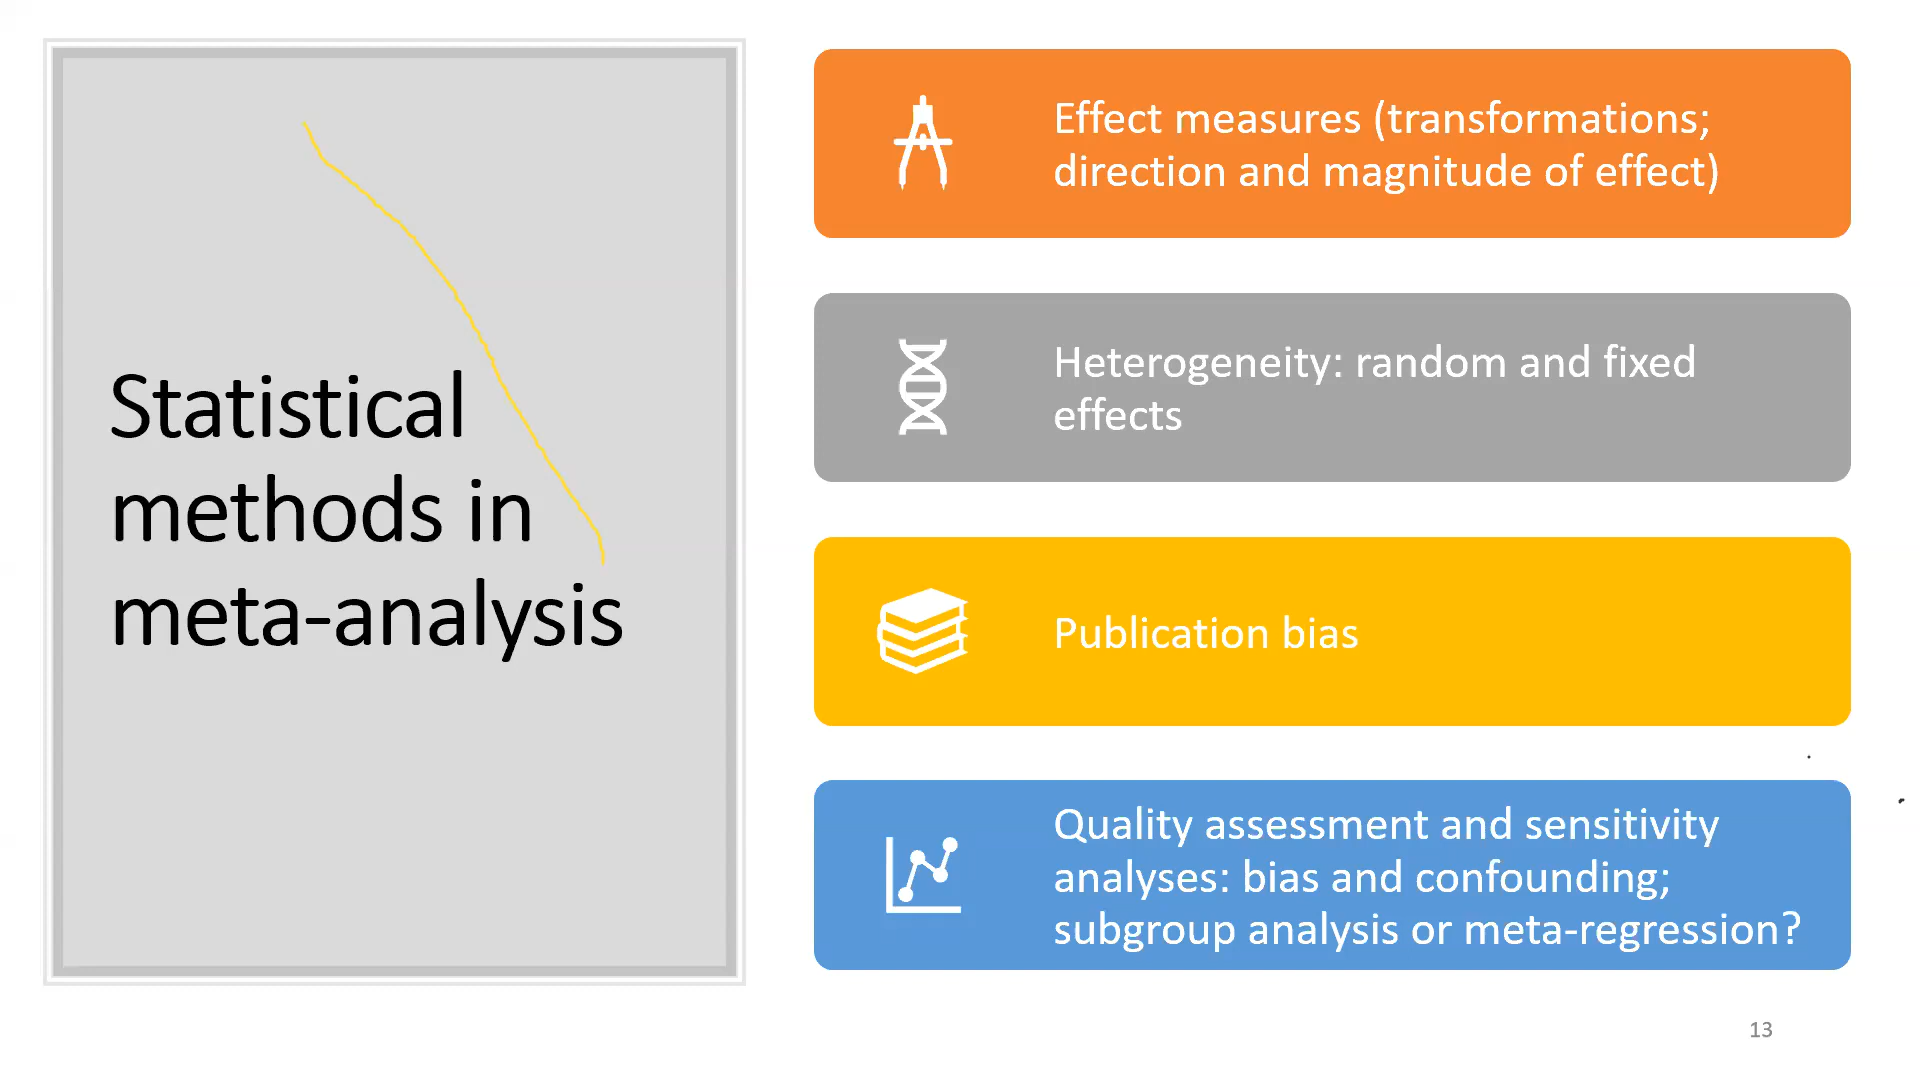 Statistical
methods in
meta-analysis
Effect measures (transformations;
direction and magnitude of effect)
Heterogeneity: random and fixed
effects
Publication bias
Quality assessment and sensitivity
analyses: bias and confounding;
subgroup analysis or meta-regression?
13